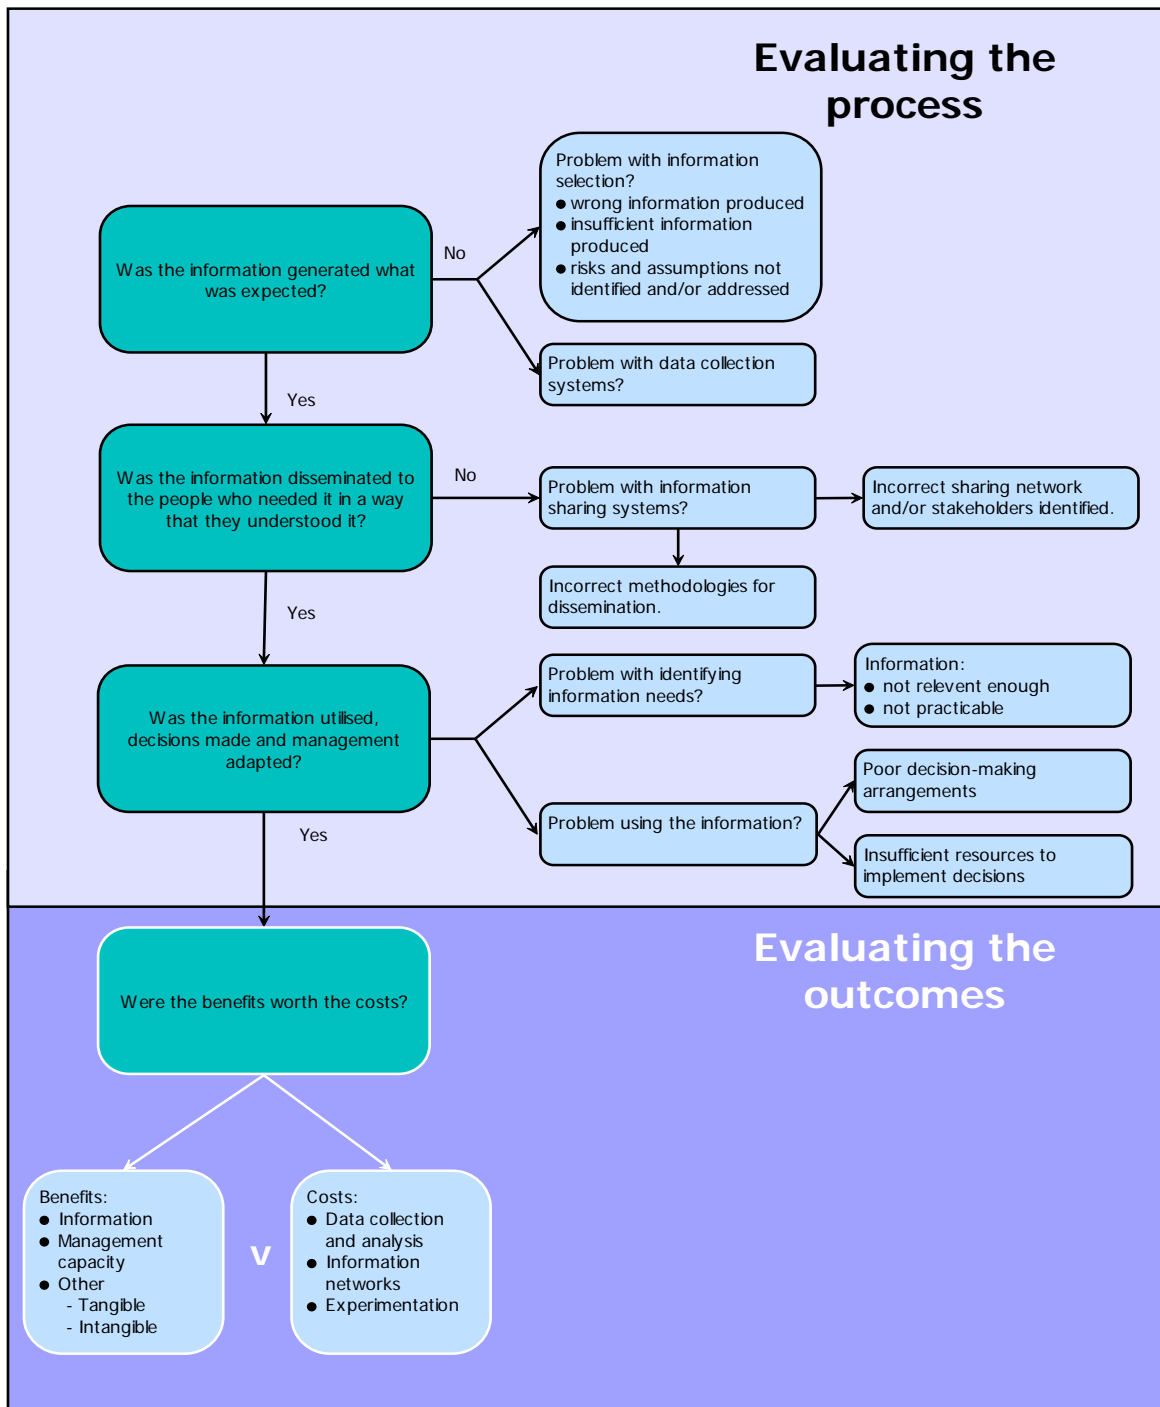 Evaluating the
process
Problem with information
selection?
● wrong information produced
● insufficient information
produced
● risks and assumptions not
identified and/or addressed
Was the information generated what
was expected?
No
Problem with data collection
systems?
Yes
Was the information disseminated to
the people who needed it in a way
that they understood it?
No
Problem with information
sharing systems?
Incorrect sharing network
and/or stakeholders identified.
Incorrect methodologies for
dissemination.
Yes
Was the information utilised,
decisions made and management
adapted?
Problem with identifying
information needs?
Information:
● not relevent enough
● not practicable
Poor decision-making
arrangements
Problem using the information?
Insufficient resources to
implement decisions
Yes
Evaluating the
outcomes
Were the benefits worth the costs?
Benefits:
● Information
● Management
capacity
● Other
- Tangible
- Intangible
v
Costs:
● Data collection
and analysis
● Information
networks
● Experimentation